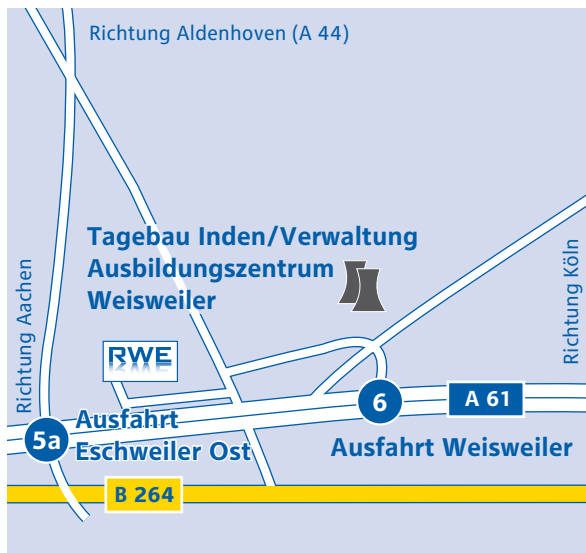 Richtung Aldenhoven (A 44)
Tagebau Inden/Verwaltung
Ausbildungszentrum
Weisweiler
Richtung Aachen
Richtung Köln
RWE
6
A 61
5a
Ausfahrt
Eschweiler Ost
Ausfahrt Weisweiler
B 264